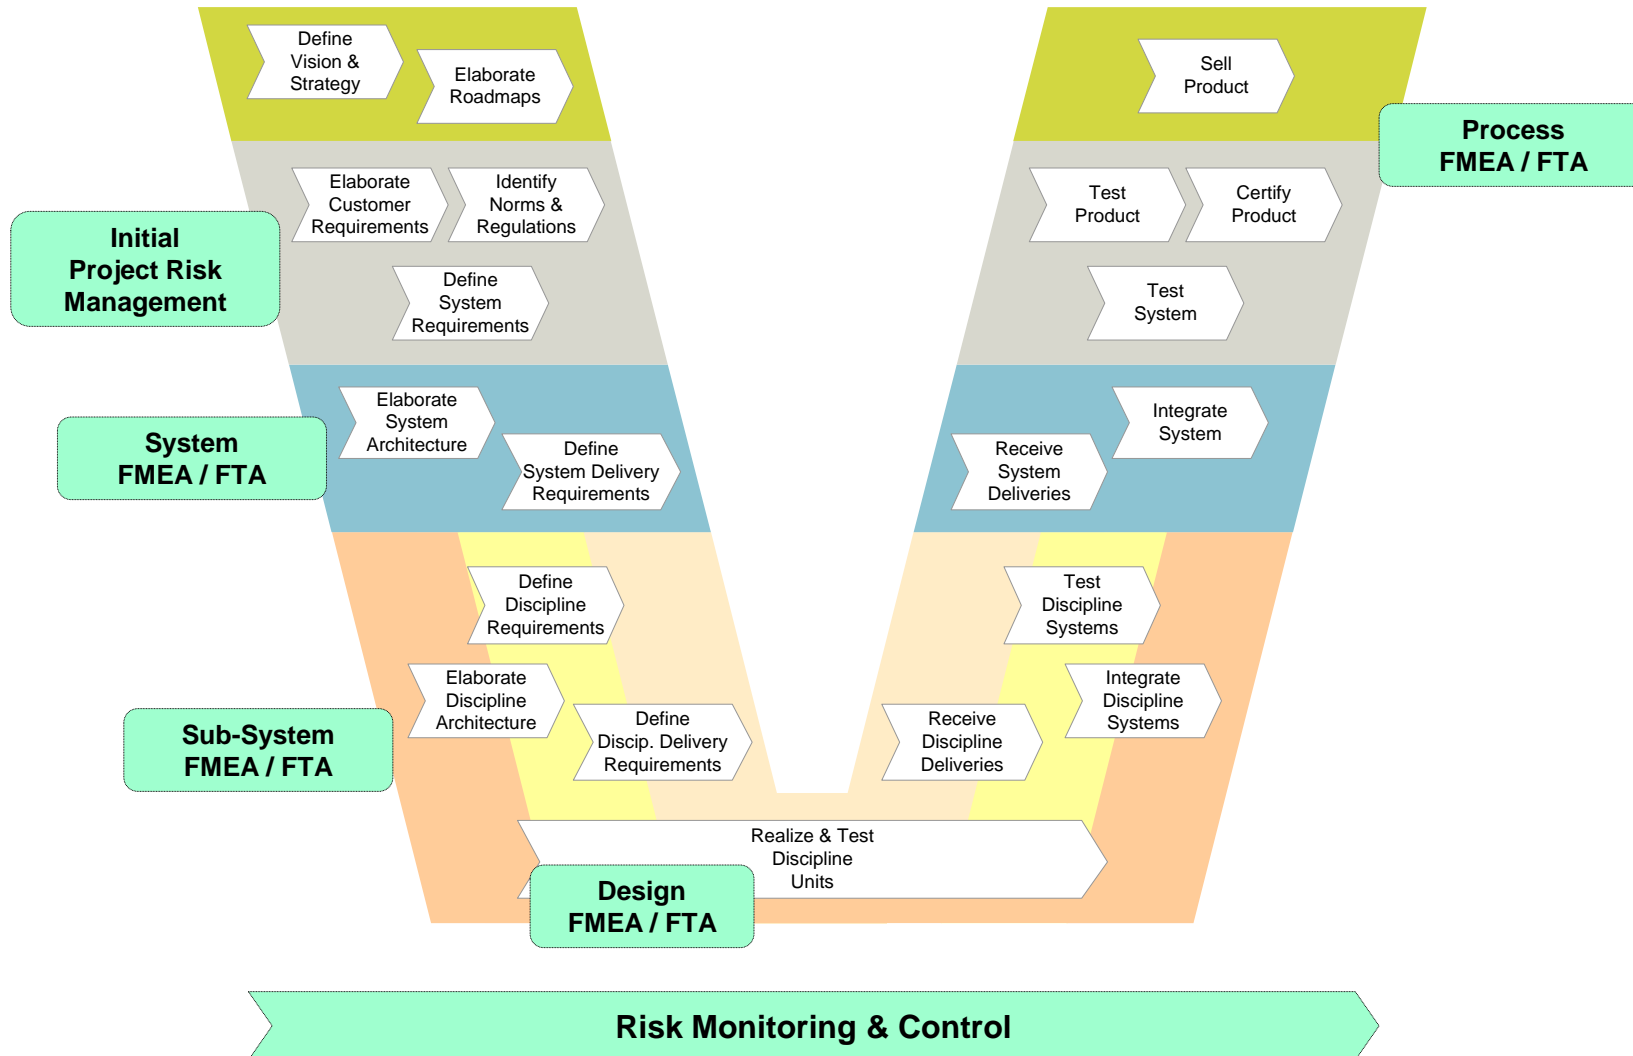 Define
Vision &
Strategy
Elaborate
Roadmaps
Sell
Product
Process
FMEA / FTA
Elaborate
Customer
Requirements
Identify
Norms &
Regulations
Test
Product
Certify
Product
Initial
Project Risk
Management
Define
System
Requirements
Test
System
Elaborate
System
Architecture
Integrate
System
System
FMEA / FTA
Define
System Delivery
Requirements
Receive
System
Deliveries
Define
Discipline
Requirements
Test
Discipline
Systems
Elaborate
Discipline
Architecture
Integrate
Discipline
Systems
Sub-System
FMEA / FTA
Define
Discip. Delivery
Requirements
Receive
Discipline
Deliveries
Realize & Test
Discipline
Units
Design
FMEA / FTA
Risk Monitoring & Control